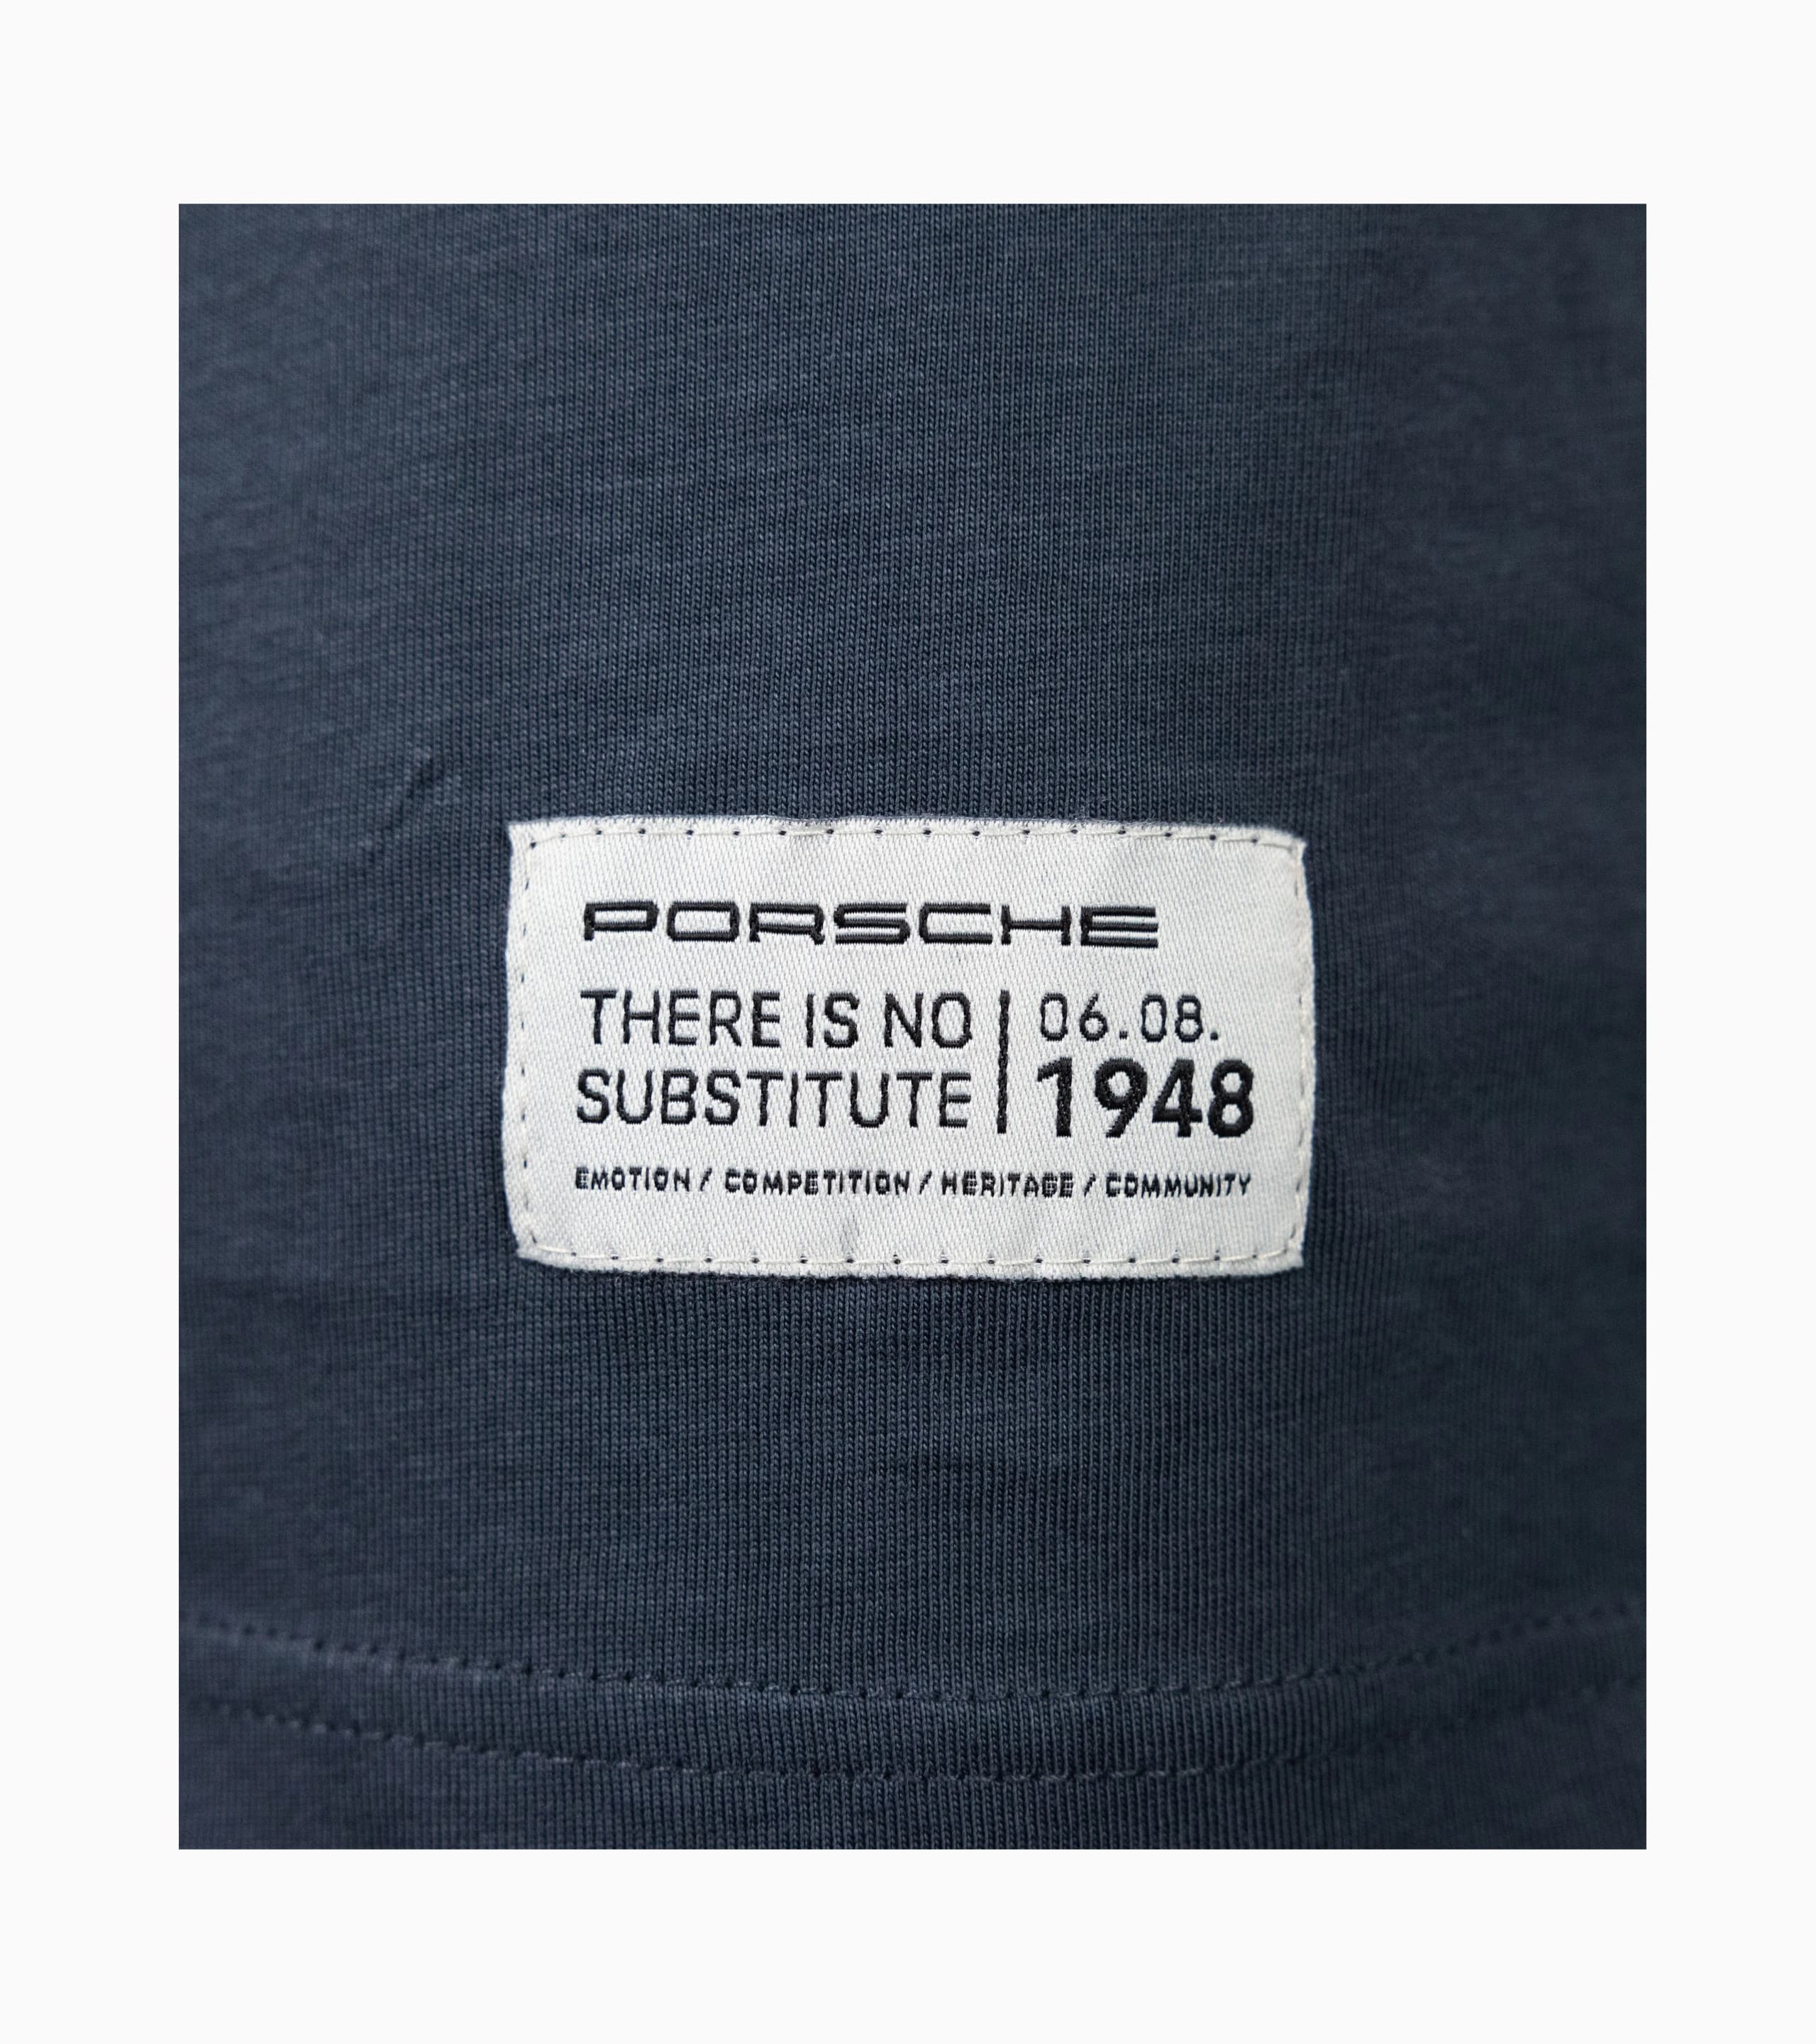 PORSCHE
THERE IS NO
SUBSTITUTE
06.08.
1948
EMOTION / COMPETITION / HERITAGE / COMMUNITY